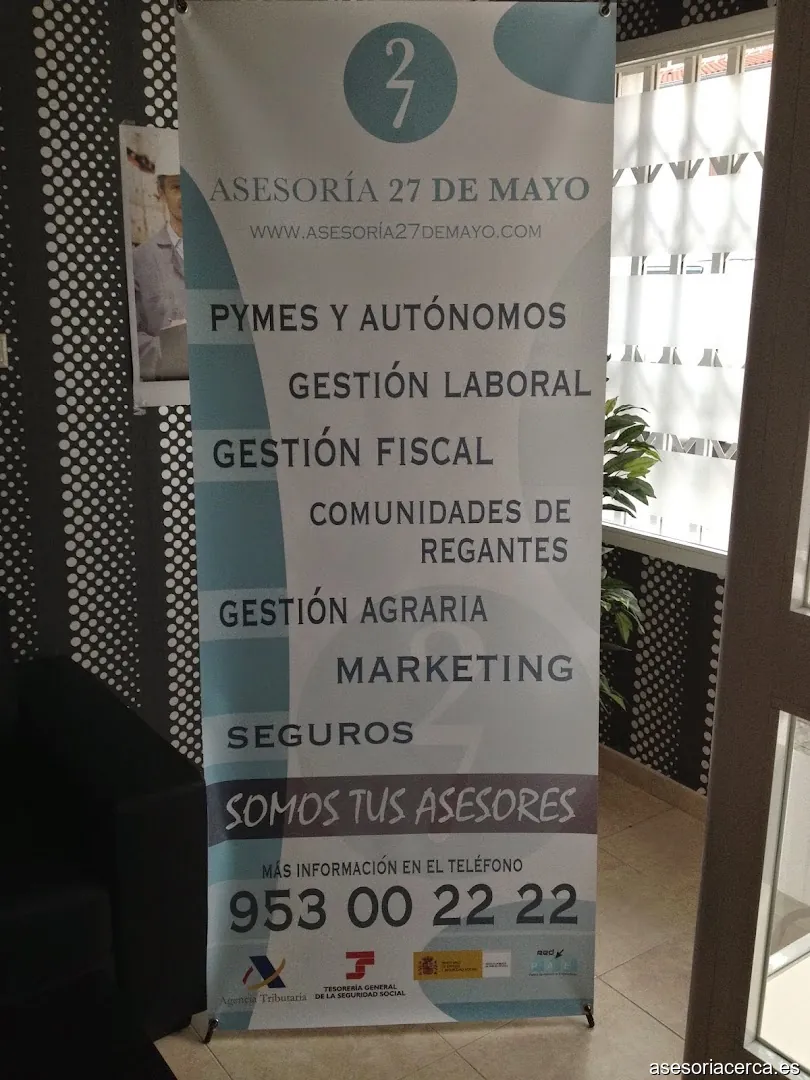 27
ASESORÍA 27 DE MAYO
WWW.ASESORÍA27DEMAYO.COM
PYMES Y AUTÓNOMOS
GESTIÓN LABORAL
GESTIÓN FISCAL
COMUNIDADES DE
REGANTES
GESTIÓN AGRARIA
MARKETING
SEGUROS
SOMOS TUS ASESORES
MÁS INFORMACIÓN EN EL TELÉFONO
953 00 22 22
Agencia Tributaria
TESORERÍA GENERAL
DE LA SEGURIDAD SOCIAL
red
asesoriacerca.es